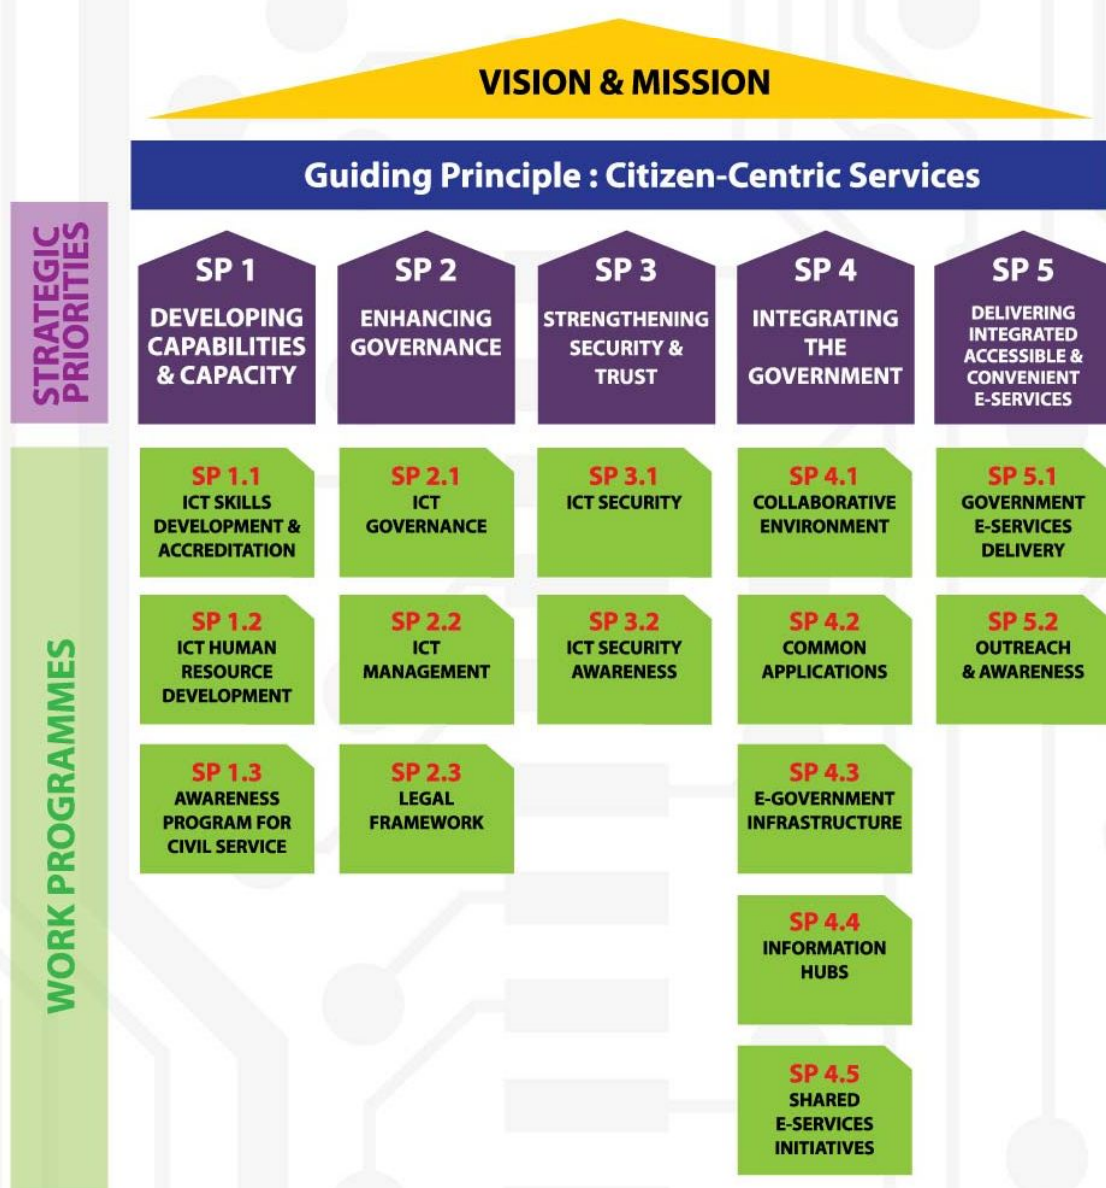 VISION & MISSION
Guiding Principle : Citizen-Centric Services
STRATEGIC
PRIORITIES
SP 1
DEVELOPING
CAPABILITIES
& CAPACITY
SP 2
ENHANCING
GOVERNANCE
SP 3
STRENGTHENING
SECURITY &
TRUST
SP 4
INTEGRATING
THE
GOVERNMENT
SP 5
DELIVERING
INTEGRATED
ACCESSIBLE &
CONVENIENT
E-SERVICES
WORK PROGRAMMES
SP 1.1
ICT SKILLS
DEVELOPMENT &
ACCREDITATION
SP 2.1
ICT
GOVERNANCE
SP 3.1
ICT SECURITY
SP 4.1
COLLABORATIVE
ENVIRONMENT
SP 5.1
GOVERNMENT
E-SERVICES
DELIVERY
SP 1.2
ICT HUMAN
RESOURCE
DEVELOPMENT
SP 2.2
ICT
MANAGEMENT
SP 3.2
ICT SECURITY
AWARENESS
SP 4.2
COMMON
APPLICATIONS
SP 5.2
OUTREACH
& AWARENESS
SP 1.3
AWARENESS
PROGRAM FOR
CIVIL SERVICE
SP 2.3
LEGAL
FRAMEWORK
SP 4.3
E-GOVERNMENT
INFRASTRUCTURE
SP 4.4
INFORMATION
HUBS
SP 4.5
SHARED
E-SERVICES
INITIATIVES